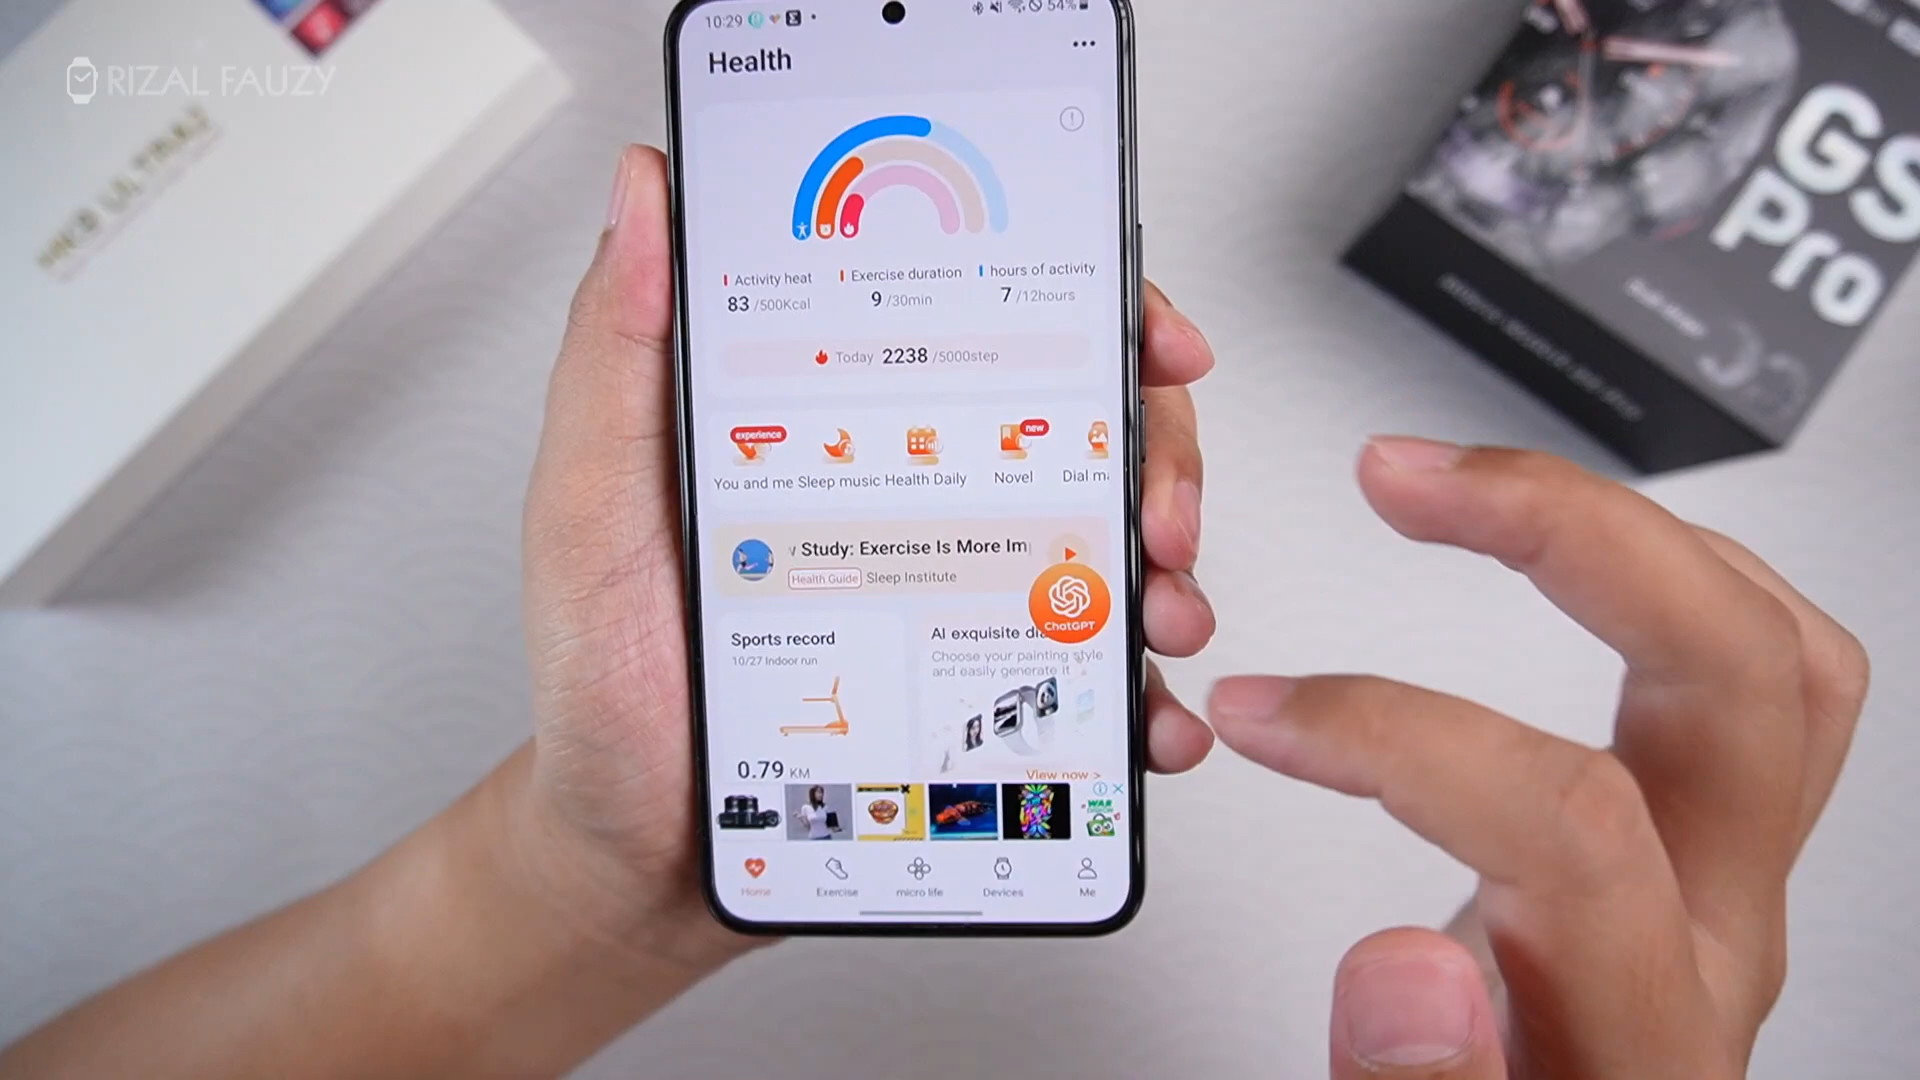 RIZAL FAUZY
10:29
54%
Health
Activity heat
83 /500Kcal
Exercise duration
9 /30min
hours of activity
7 /12hours
Today 2238 /5000step
experience
new
You and me
Sleep music
Health Daily
Novel
Dial ma
Study: Exercise Is More Im
Health Guide Sleep Institute
ChatGPT
Sports record
10/27 Indoor run
0.79 KM
AI exquisite di
Choose your painting style
and easily generate it
View now >
Home
Exercise
micro life
Devices
Me
HK9 ULTRA2
GS
Pro